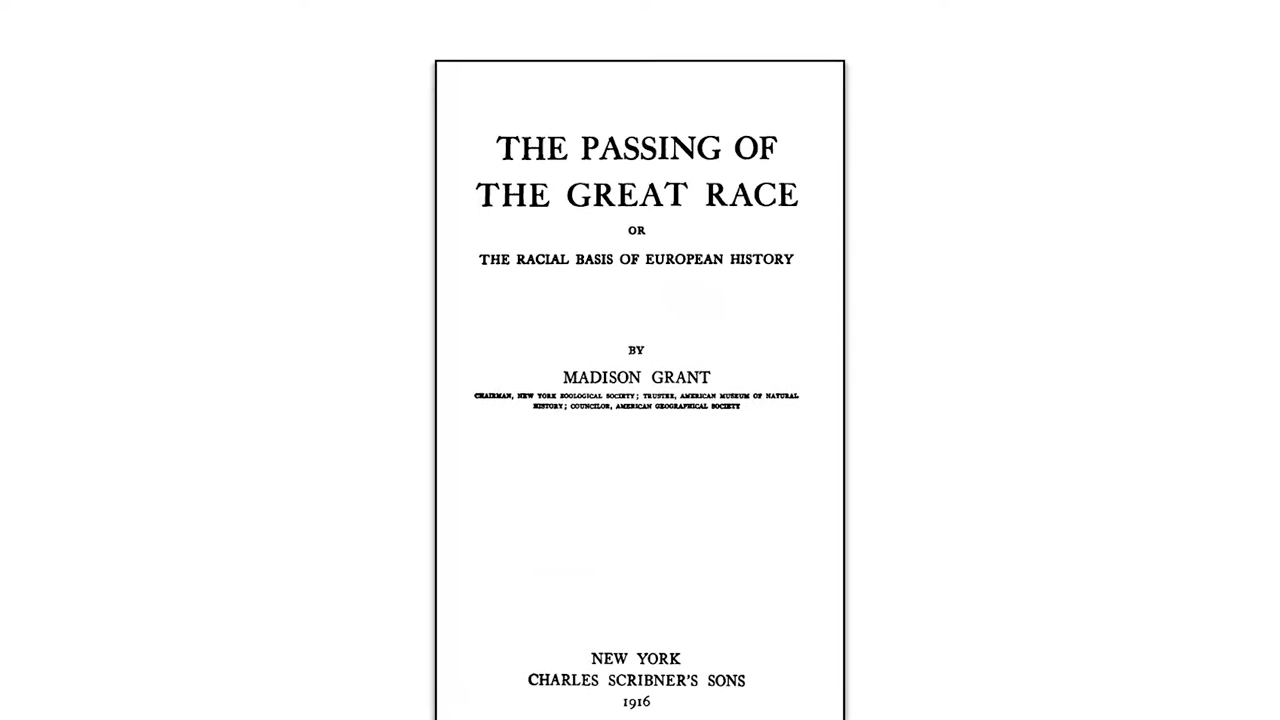 THE PASSING OF
THE GREAT RACE
OR
THE RACIAL BASIS OF EUROPEAN HISTORY
BY
MADISON GRANT
CHAIRMAN, NEW YORK ZOOLOGICAL SOCIETY; TRUSTEE, AMERICAN MUSEUM OF NATURAL
HISTORY; COUNCILOR, AMERICAN GEOGRAPHICAL SOCIETY
NEW YORK
CHARLES SCRIBNER'S SONS
1916